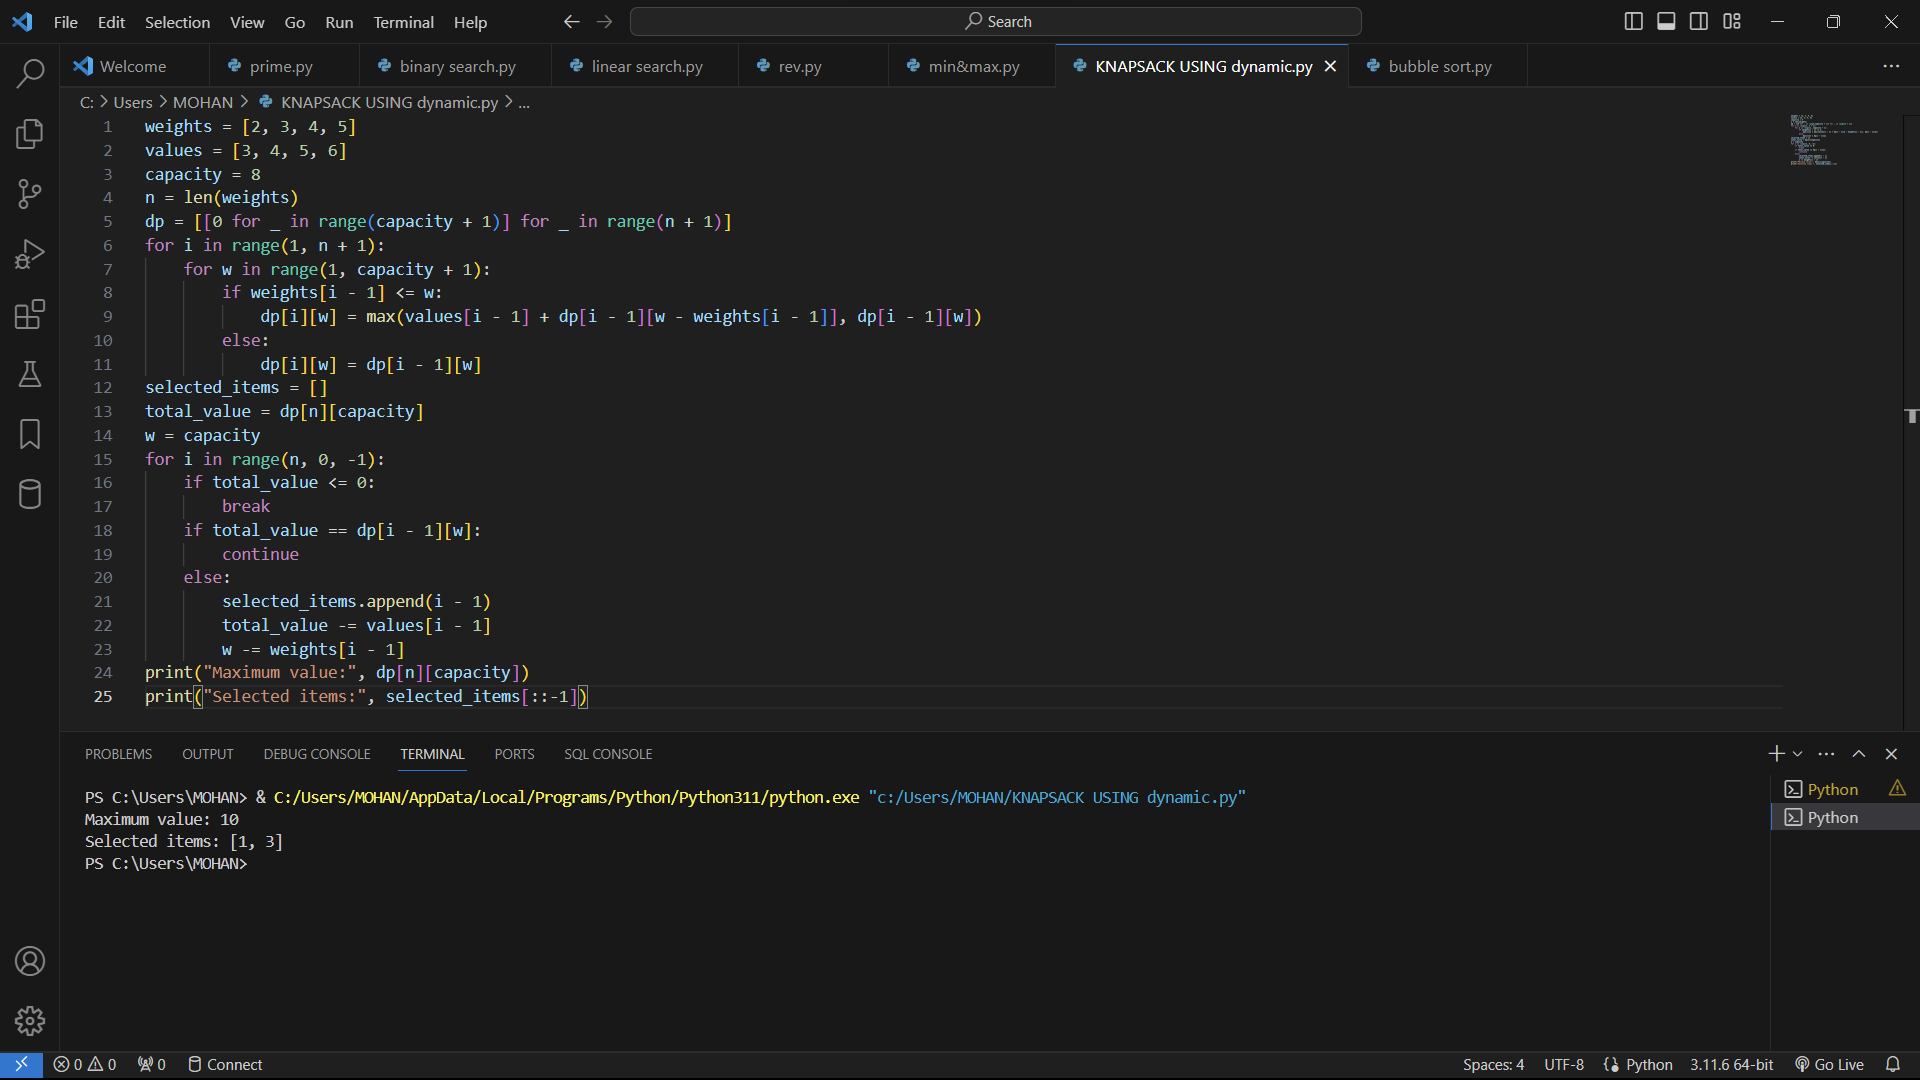 File Edit Selection View Go Run Terminal Help Search
Welcome prime.py binary search.py linear search.py rev.py min&max.py KNAPSACK USING dynamic.py bubble sort.py
C: > Users > MOHAN > KNAPSACK USING dynamic.py > ...
1 weights = [2, 3, 4, 5]
2 values = [3, 4, 5, 6]
3 capacity = 8
4 n = len(weights)
5 dp = [[0 for _ in range(capacity + 1)] for _ in range(n + 1)]
6 for i in range(1, n + 1):
7     for w in range(1, capacity + 1):
8         if weights[i - 1] <= w:
9             dp[i][w] = max(values[i - 1] + dp[i - 1][w - weights[i - 1]], dp[i - 1][w])
10         else:
11             dp[i][w] = dp[i - 1][w]
12 selected_items = []
13 total_value = dp[n][capacity]
14 w = capacity
15 for i in range(n, 0, -1):
16     if total_value <= 0:
17         break
18     if total_value == dp[i - 1][w]:
19         continue
20     else:
21         selected_items.append(i - 1)
22         total_value -= values[i - 1]
23         w -= weights[i - 1]
24 print("Maximum value:", dp[n][capacity])
25 print("Selected items:", selected_items[::-1])
PROBLEMS OUTPUT DEBUG CONSOLE TERMINAL PORTS SQL CONSOLE
PS C:\Users\MOHAN> & C:/Users/MOHAN/AppData/Local/Programs/Python/Python311/python.exe "c:/Users/MOHAN/KNAPSACK USING dynamic.py"
Maximum value: 10
Selected items: [1, 3]
PS C:\Users\MOHAN>
Python
Python
0 0 0 Connect Spaces: 4 UTF-8 Python 3.11.6 64-bit Go Live